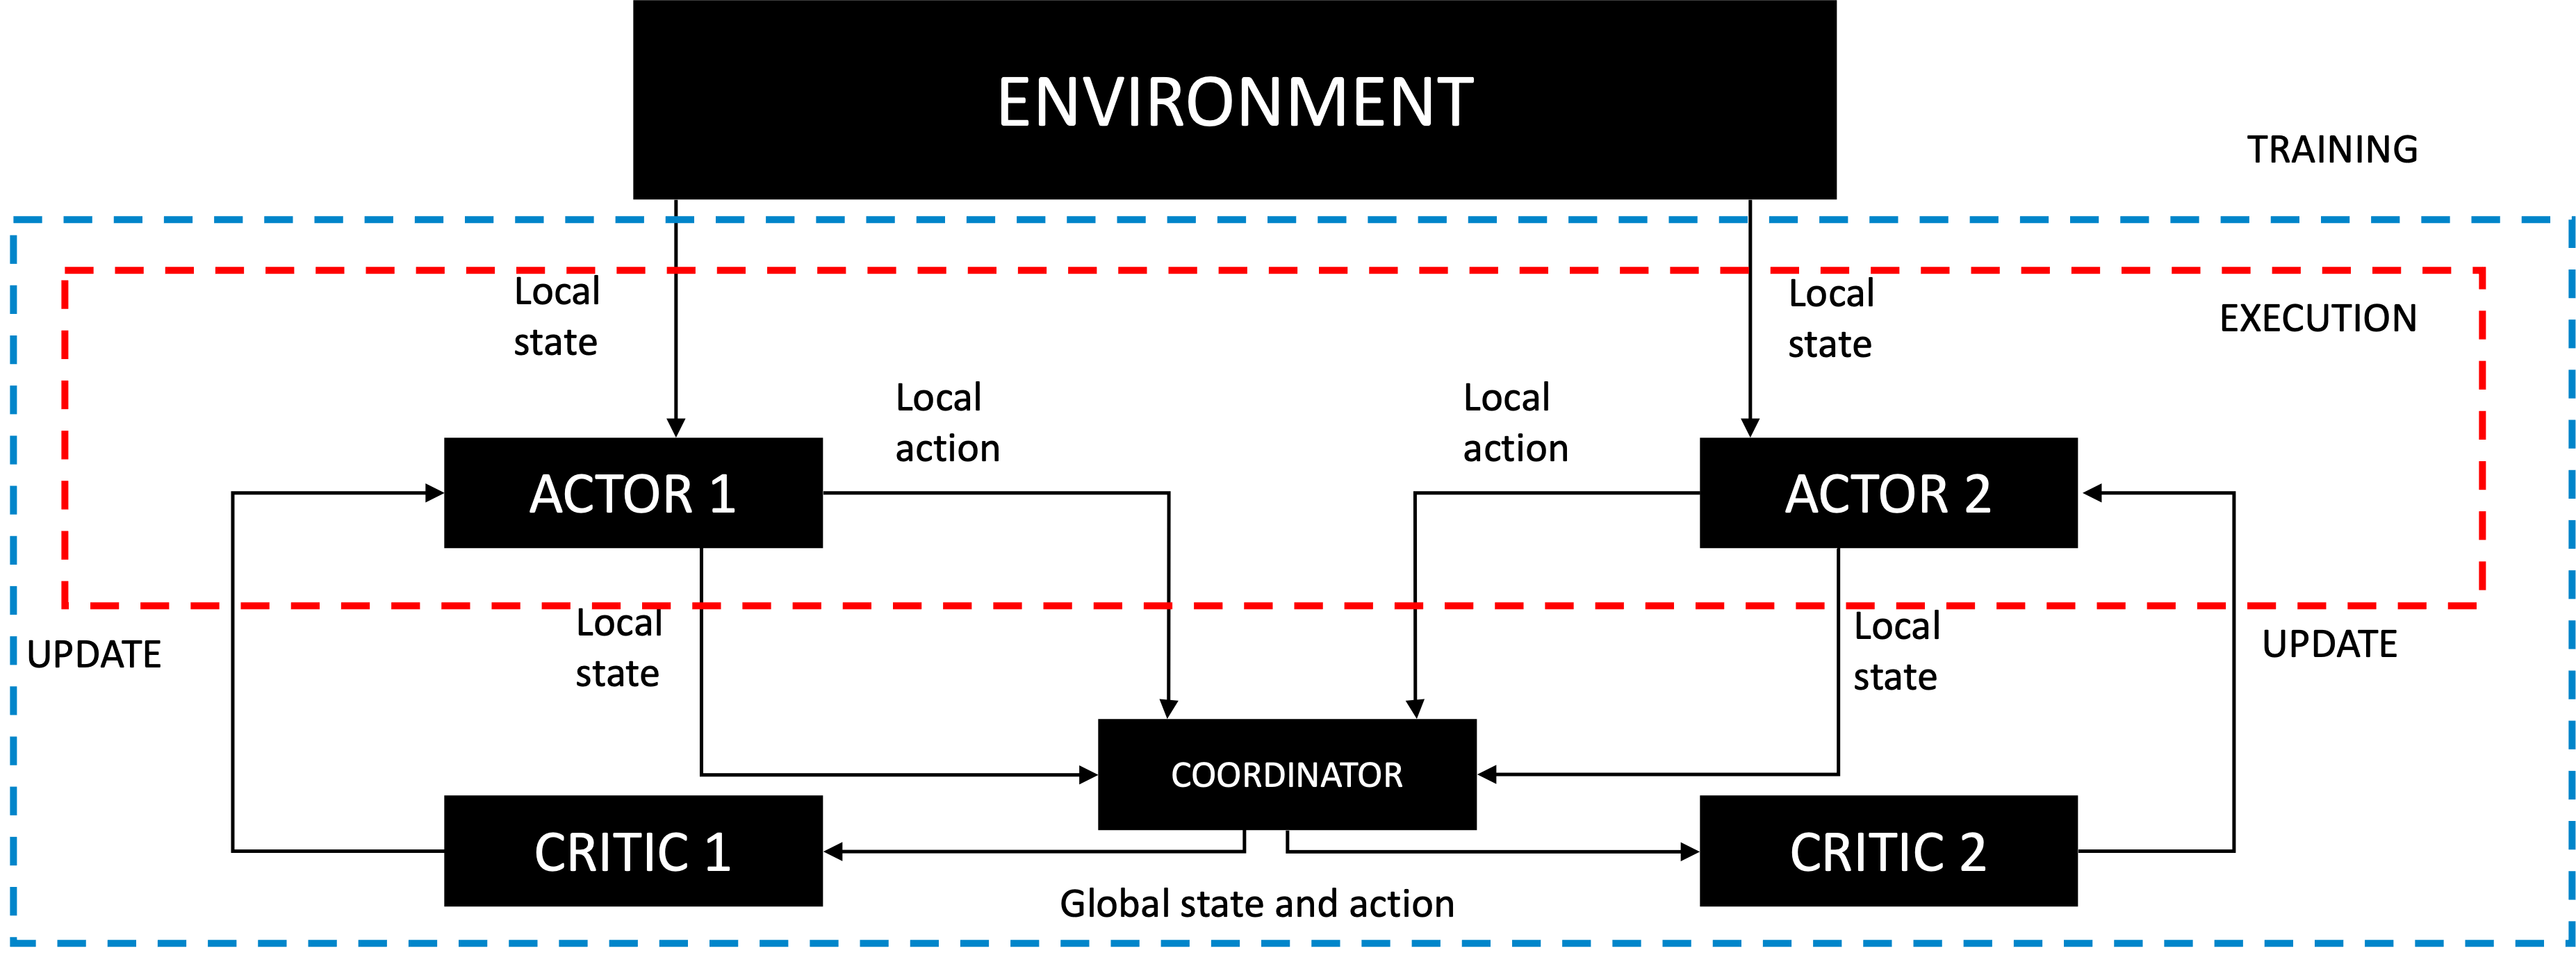 ENVIRONMENT
TRAINING
Local
state
Local
state
EXECUTION
Local
action
Local
action
ACTOR 1
ACTOR 2
Local
state
Local
state
UPDATE
UPDATE
COORDINATOR
CRITIC 1
CRITIC 2
Global state and action